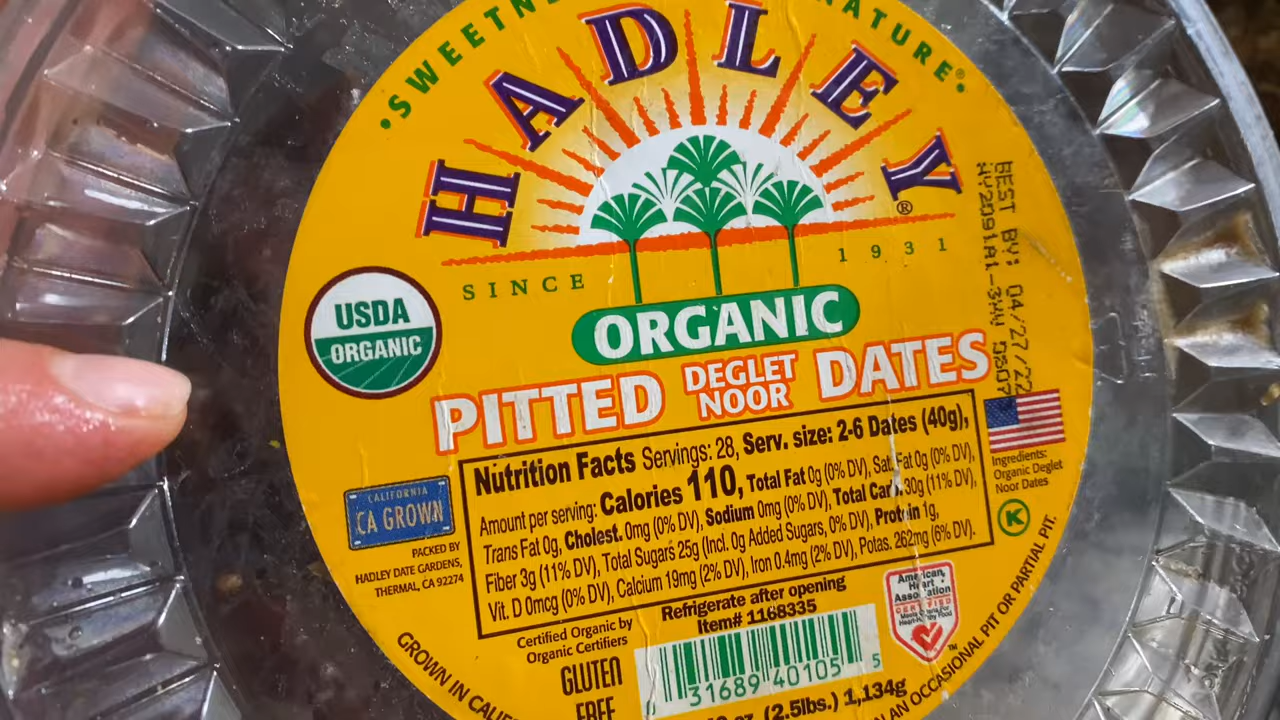 HADLEY®
SINCE 1931
USDA
ORGANIC
ORGANIC
PITTED DEGLET NOOR DATES
BEST BY: 04/27/22
Nutrition Facts Servings: 28, Serv. size: 2-6 Dates (40g),
Amount per serving: Calories 110, Total Fat 0g (0% DV), Sat. Fat 0g (0% DV),
Trans Fat 0g, Cholest. 0mg (0% DV), Sodium 0mg (0% DV), Total Carb. 30g (11% DV),
Fiber 3g (11% DV), Total Sugars 25g (Incl. 0g Added Sugars, 0% DV), Protein 1g,
Vit. D 0mcg (0% DV), Calcium 19mg (2% DV), Iron 0.4mg (2% DV), Potas. 262mg (6% DV).
Ingredients:
Organic Deglet
Noor Dates
K
CALIFORNIA
CA GROWN
PACKED BY
HADLEY DATE GARDENS,
THERMAL, CA 92274
Refrigerate after opening
Item# 1168335
Certified Organic by
Organic Certifiers
GLUTEN
FREE
31689 40105 5
American
Heart
Association
CERTIFIED
TM
GROWN IN
AN OCCASIONAL PIT OR PARTIAL PIT.
oz. (2.5lbs.) 1,134g